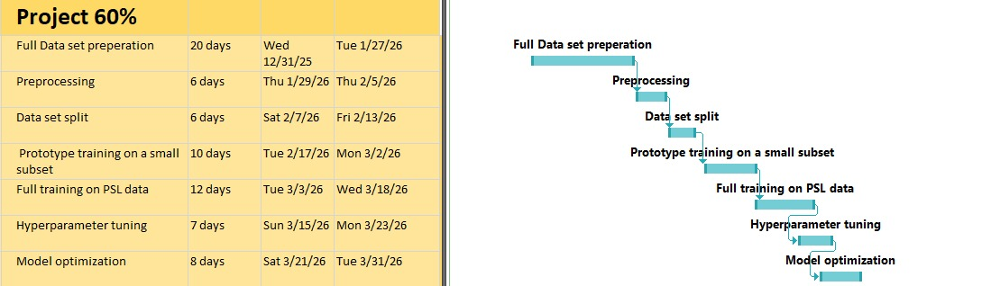 Project 60%
Full Data set preperation 20 days Wed 12/31/25 Tue 1/27/26
Preprocessing 6 days Thu 1/29/26 Thu 2/5/26
Data set split 6 days Sat 2/7/26 Fri 2/13/26
Prototype training on a small subset 10 days Tue 2/17/26 Mon 3/2/26
Full training on PSL data 12 days Tue 3/3/26 Wed 3/18/26
Hyperparameter tuning 7 days Sun 3/15/26 Mon 3/23/26
Model optimization 8 days Sat 3/21/26 Tue 3/31/26
Full Data set preperation
Preprocessing
Data set split
Prototype training on a small subset
Full training on PSL data
Hyperparameter tuning
Model optimization